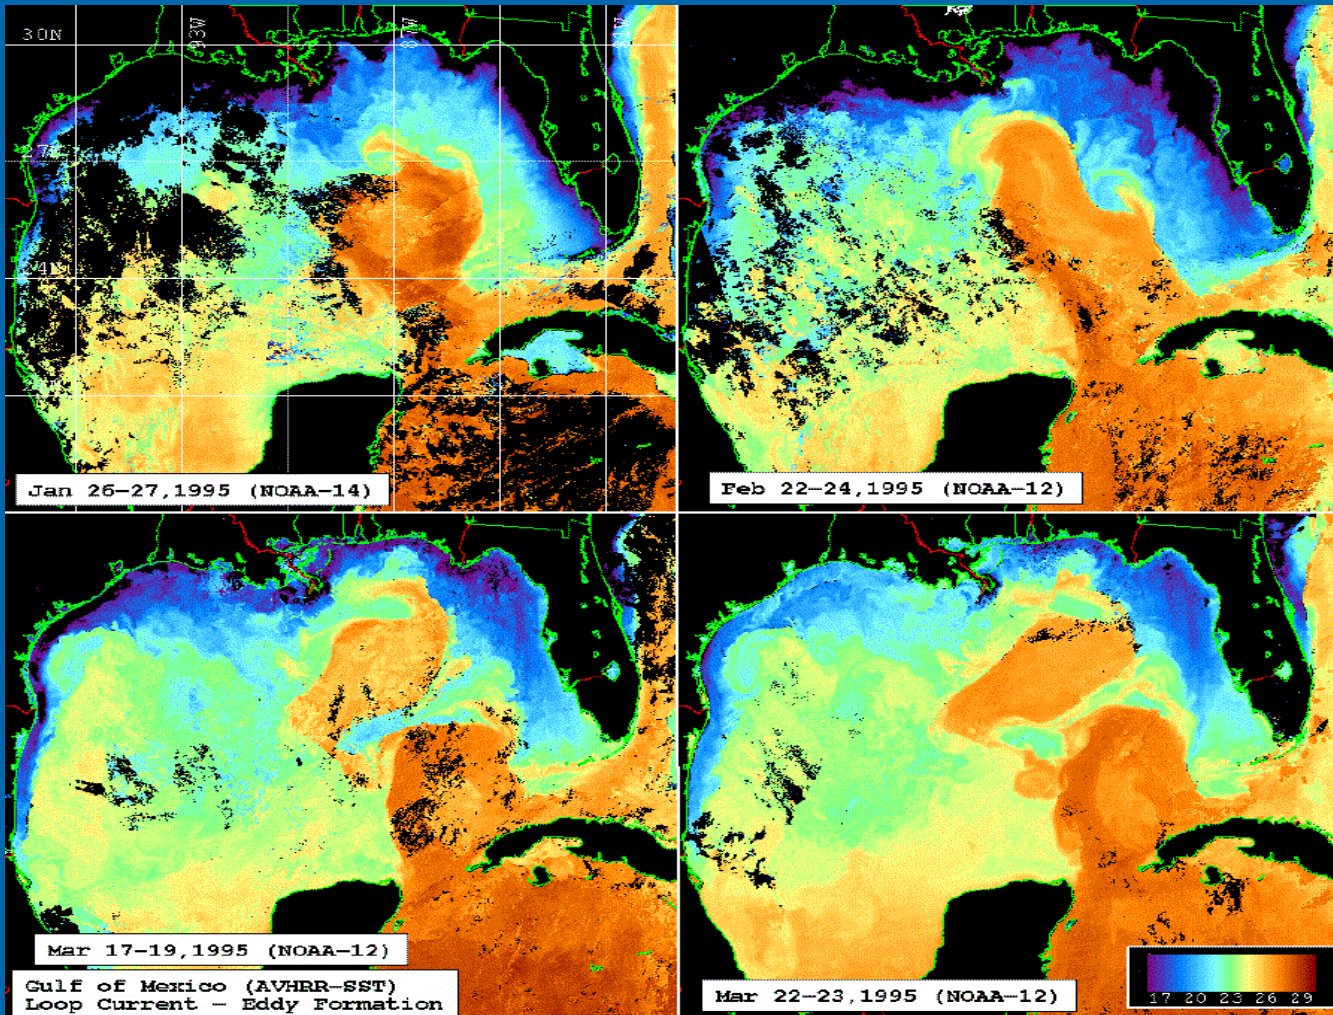 30N
93W
87W
81W
27N
24N
Jan 26-27,1995 (NOAA-14)
Feb 22-24,1995 (NOAA-12)
Mar 17-19,1995 (NOAA-12)
Gulf of Mexico (AVHRR-SST)
Loop Current - Eddy Formation
Mar 22-23,1995 (NOAA-12)
17 20 23 26 29